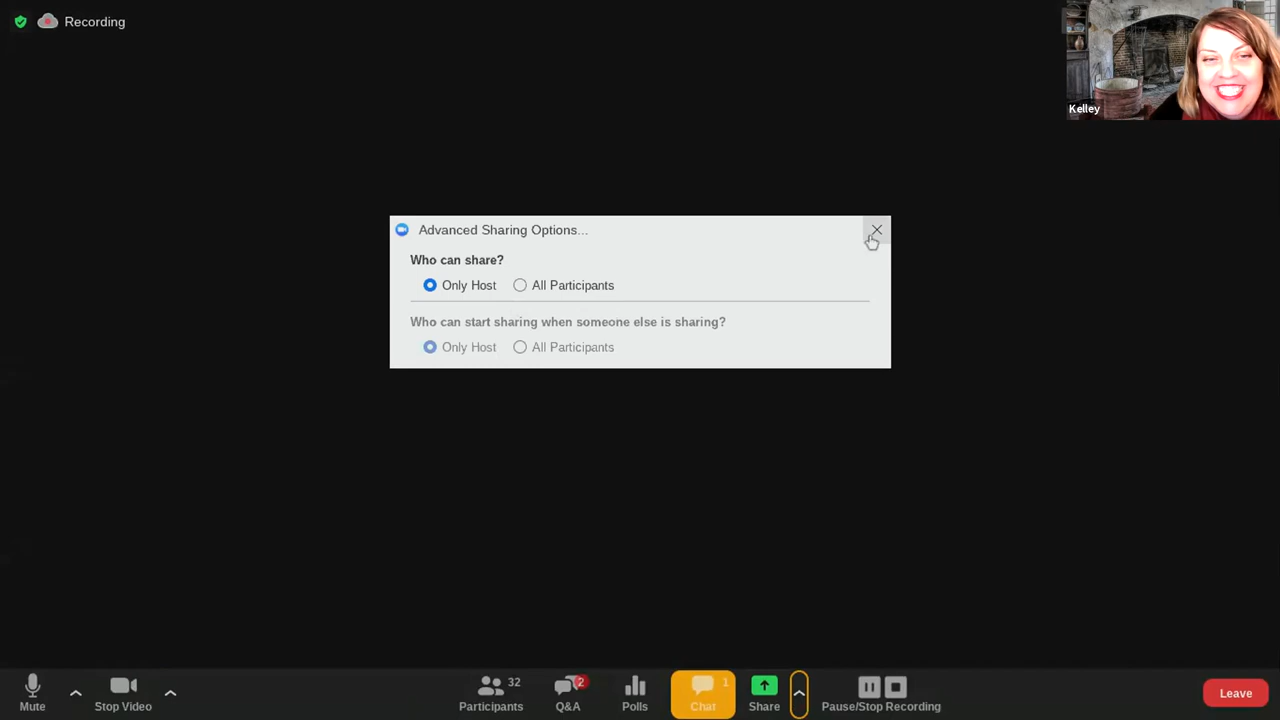 Recording
Kelley
Advanced Sharing Options...
Who can share?
Only Host All Participants
Who can start sharing when someone else is sharing?
Only Host All Participants
32 2 1
Mute Stop Video Participants Q&A Polls Chat Share Pause/Stop Recording Leave